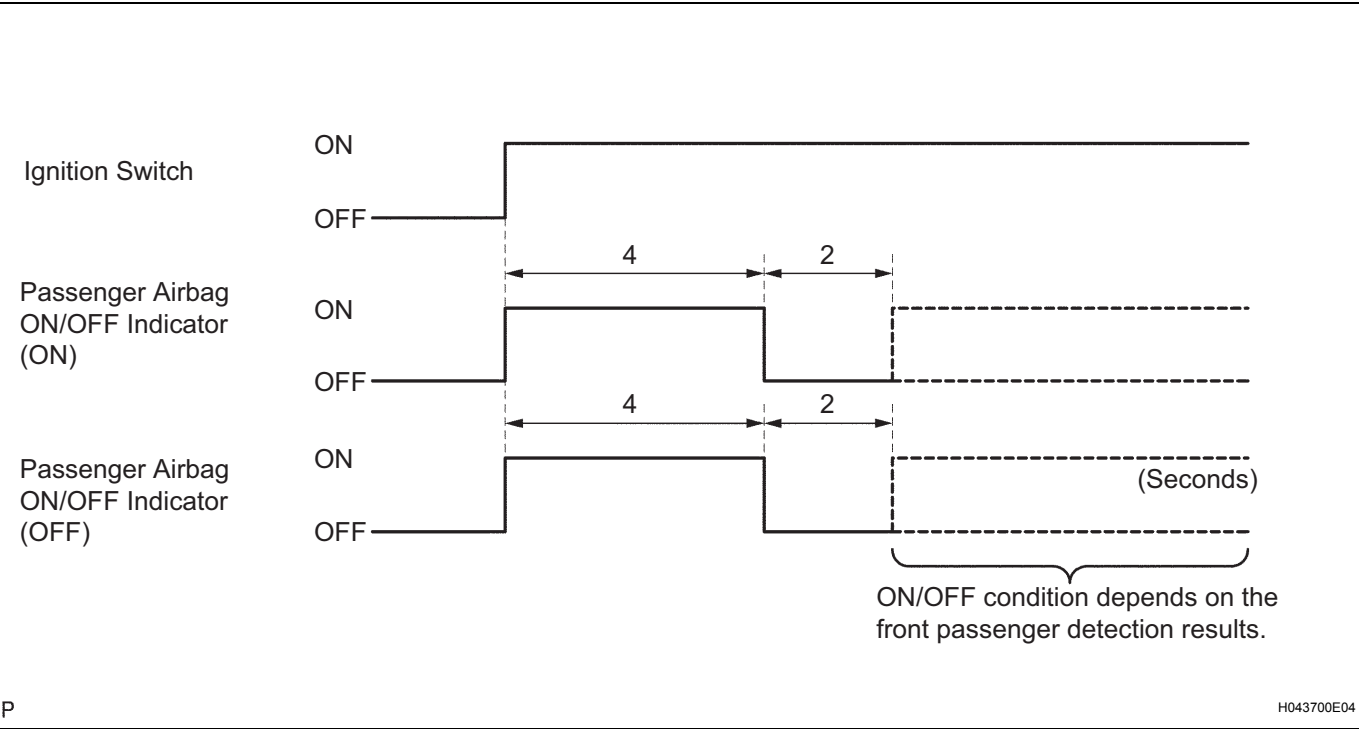 ON
Ignition Switch
OFF
4 2
Passenger Airbag
ON/OFF Indicator
(ON)
ON
OFF
4 2
Passenger Airbag
ON/OFF Indicator
(OFF)
ON
(Seconds)
OFF
ON/OFF condition depends on the
front passenger detection results.
P
H043700E04